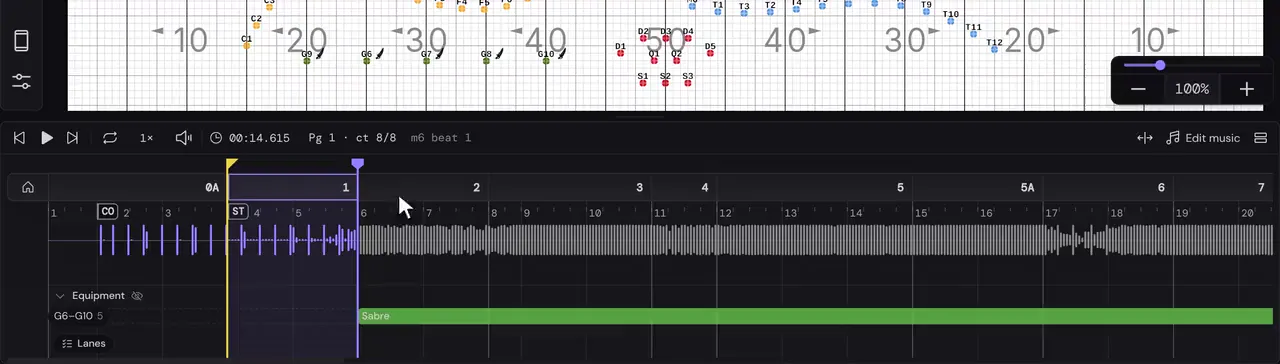 C3 F4 F5 T1 T3 T2 T4 T9 T10
C2 T11
C1 D2 D3 D4 T12
10 20 30 40 50 40 30 20 10
G9 G6 G7 G8 G10 D1 Q1 Q2 D5
S1 S2 S3
100%
1× 00:14.615 Pg 1 · ct 8/8 m6 beat 1 Edit music
0A 1 2 3 4 5 5A 6 7
1 CO 2 3 ST 4 5 6 7 8 9 10 11 12 13 14 15 16 17 18 19 20
Equipment
G6–G10 5 Sabre
Lanes